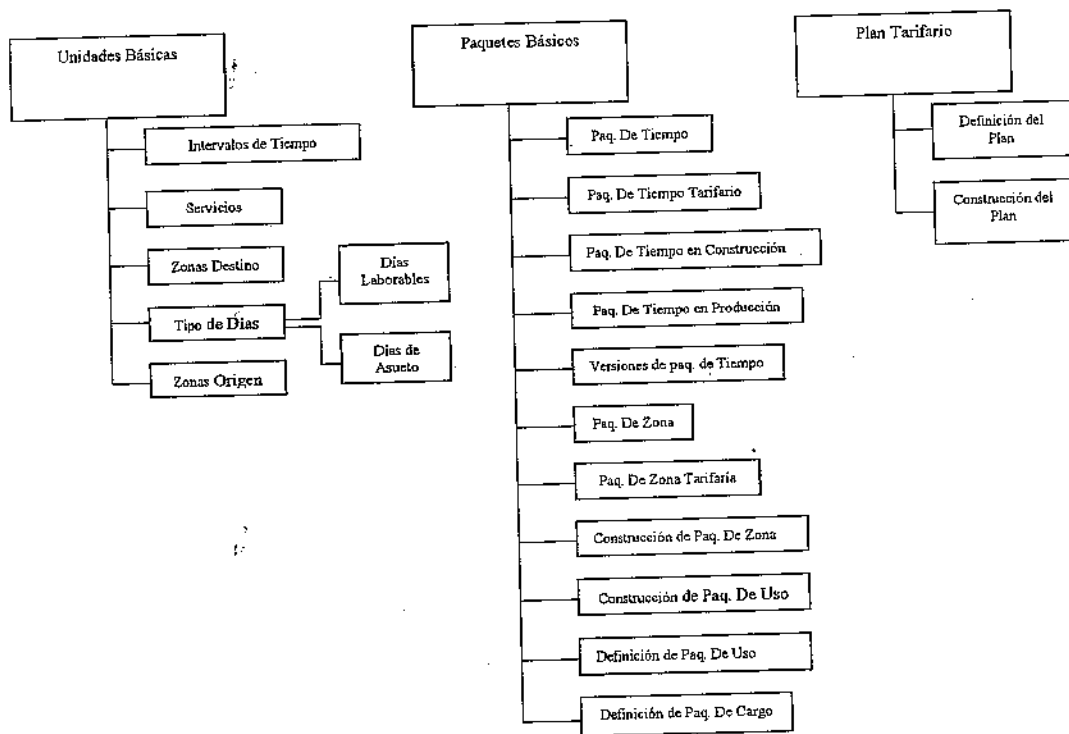 Unidades Básicas
Intervalos de Tiempo
Servicios
Zonas Destino
Tipo de Días
Zonas Origen
Días
Laborables
Dias de
Asueto
Paquetes Básicos
Paq. De Tiempo
Paq. De Tiempo Tarifario
Paq. De Tiempo en Construcción
Paq. De Tiempo en Producción
Versiones de paq. de Tiempo
Paq. De Zona
Paq. De Zona Tarifaría
Construcción de Paq. De Zona
Construcción de Paq. De Uso
Definición de Paq. De Uso
Definición de Paq. De Cargo
Plan Tarifario
Definición del
Plan
Construcción del
Plan